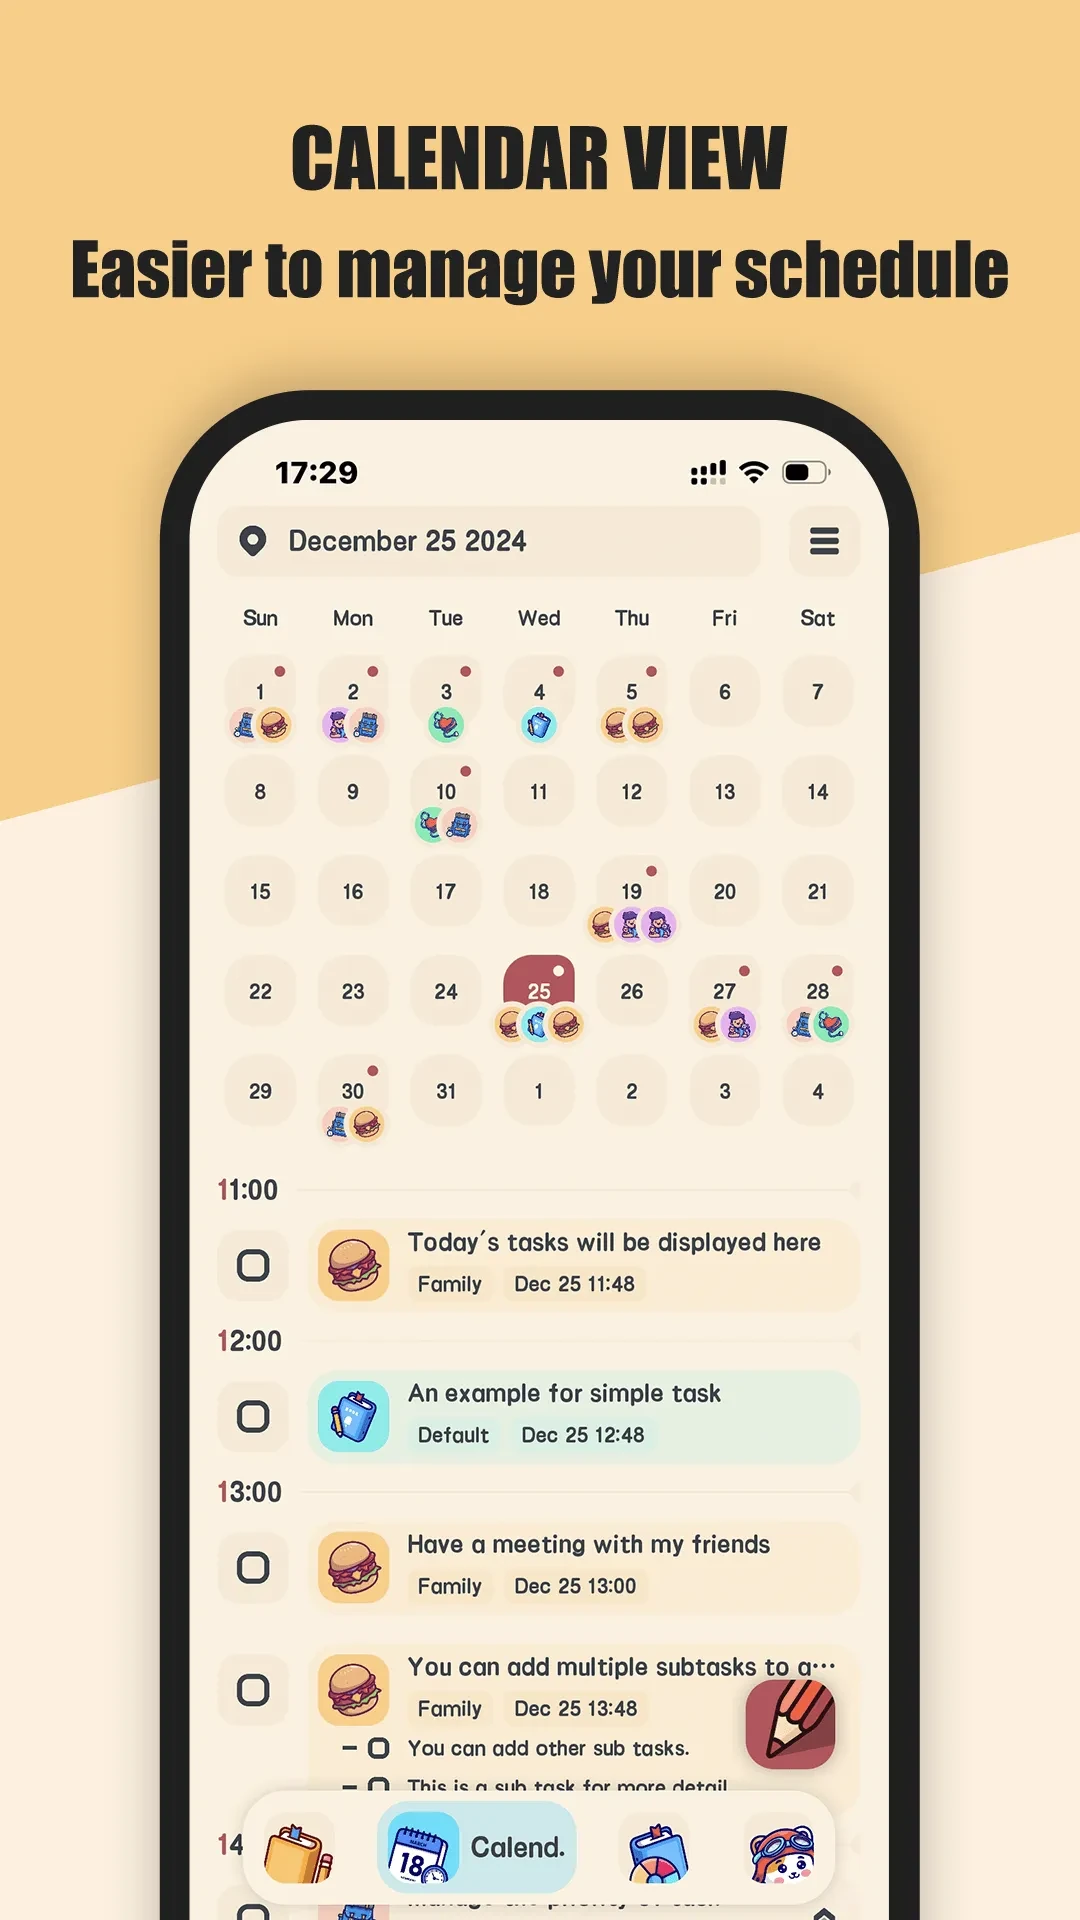 CALENDAR VIEW
Easier to manage your schedule
17:29
December 25 2024
Sun Mon Tue Wed Thu Fri Sat
1 2 3 4 5 6 7
8 9 10 11 12 13 14
15 16 17 18 19 20 21
22 23 24 25 26 27 28
29 30 31 1 2 3 4
11:00
Today´s tasks will be displayed here
Family Dec 25 11:48
12:00
An example for simple task
Default Dec 25 12:48
13:00
Have a meeting with my friends
Family Dec 25 13:00
You can add multiple subtasks to a···
Family Dec 25 13:48
You can add other sub tasks.
This is a sub task for more detail
14
MARCH
18
Calend.